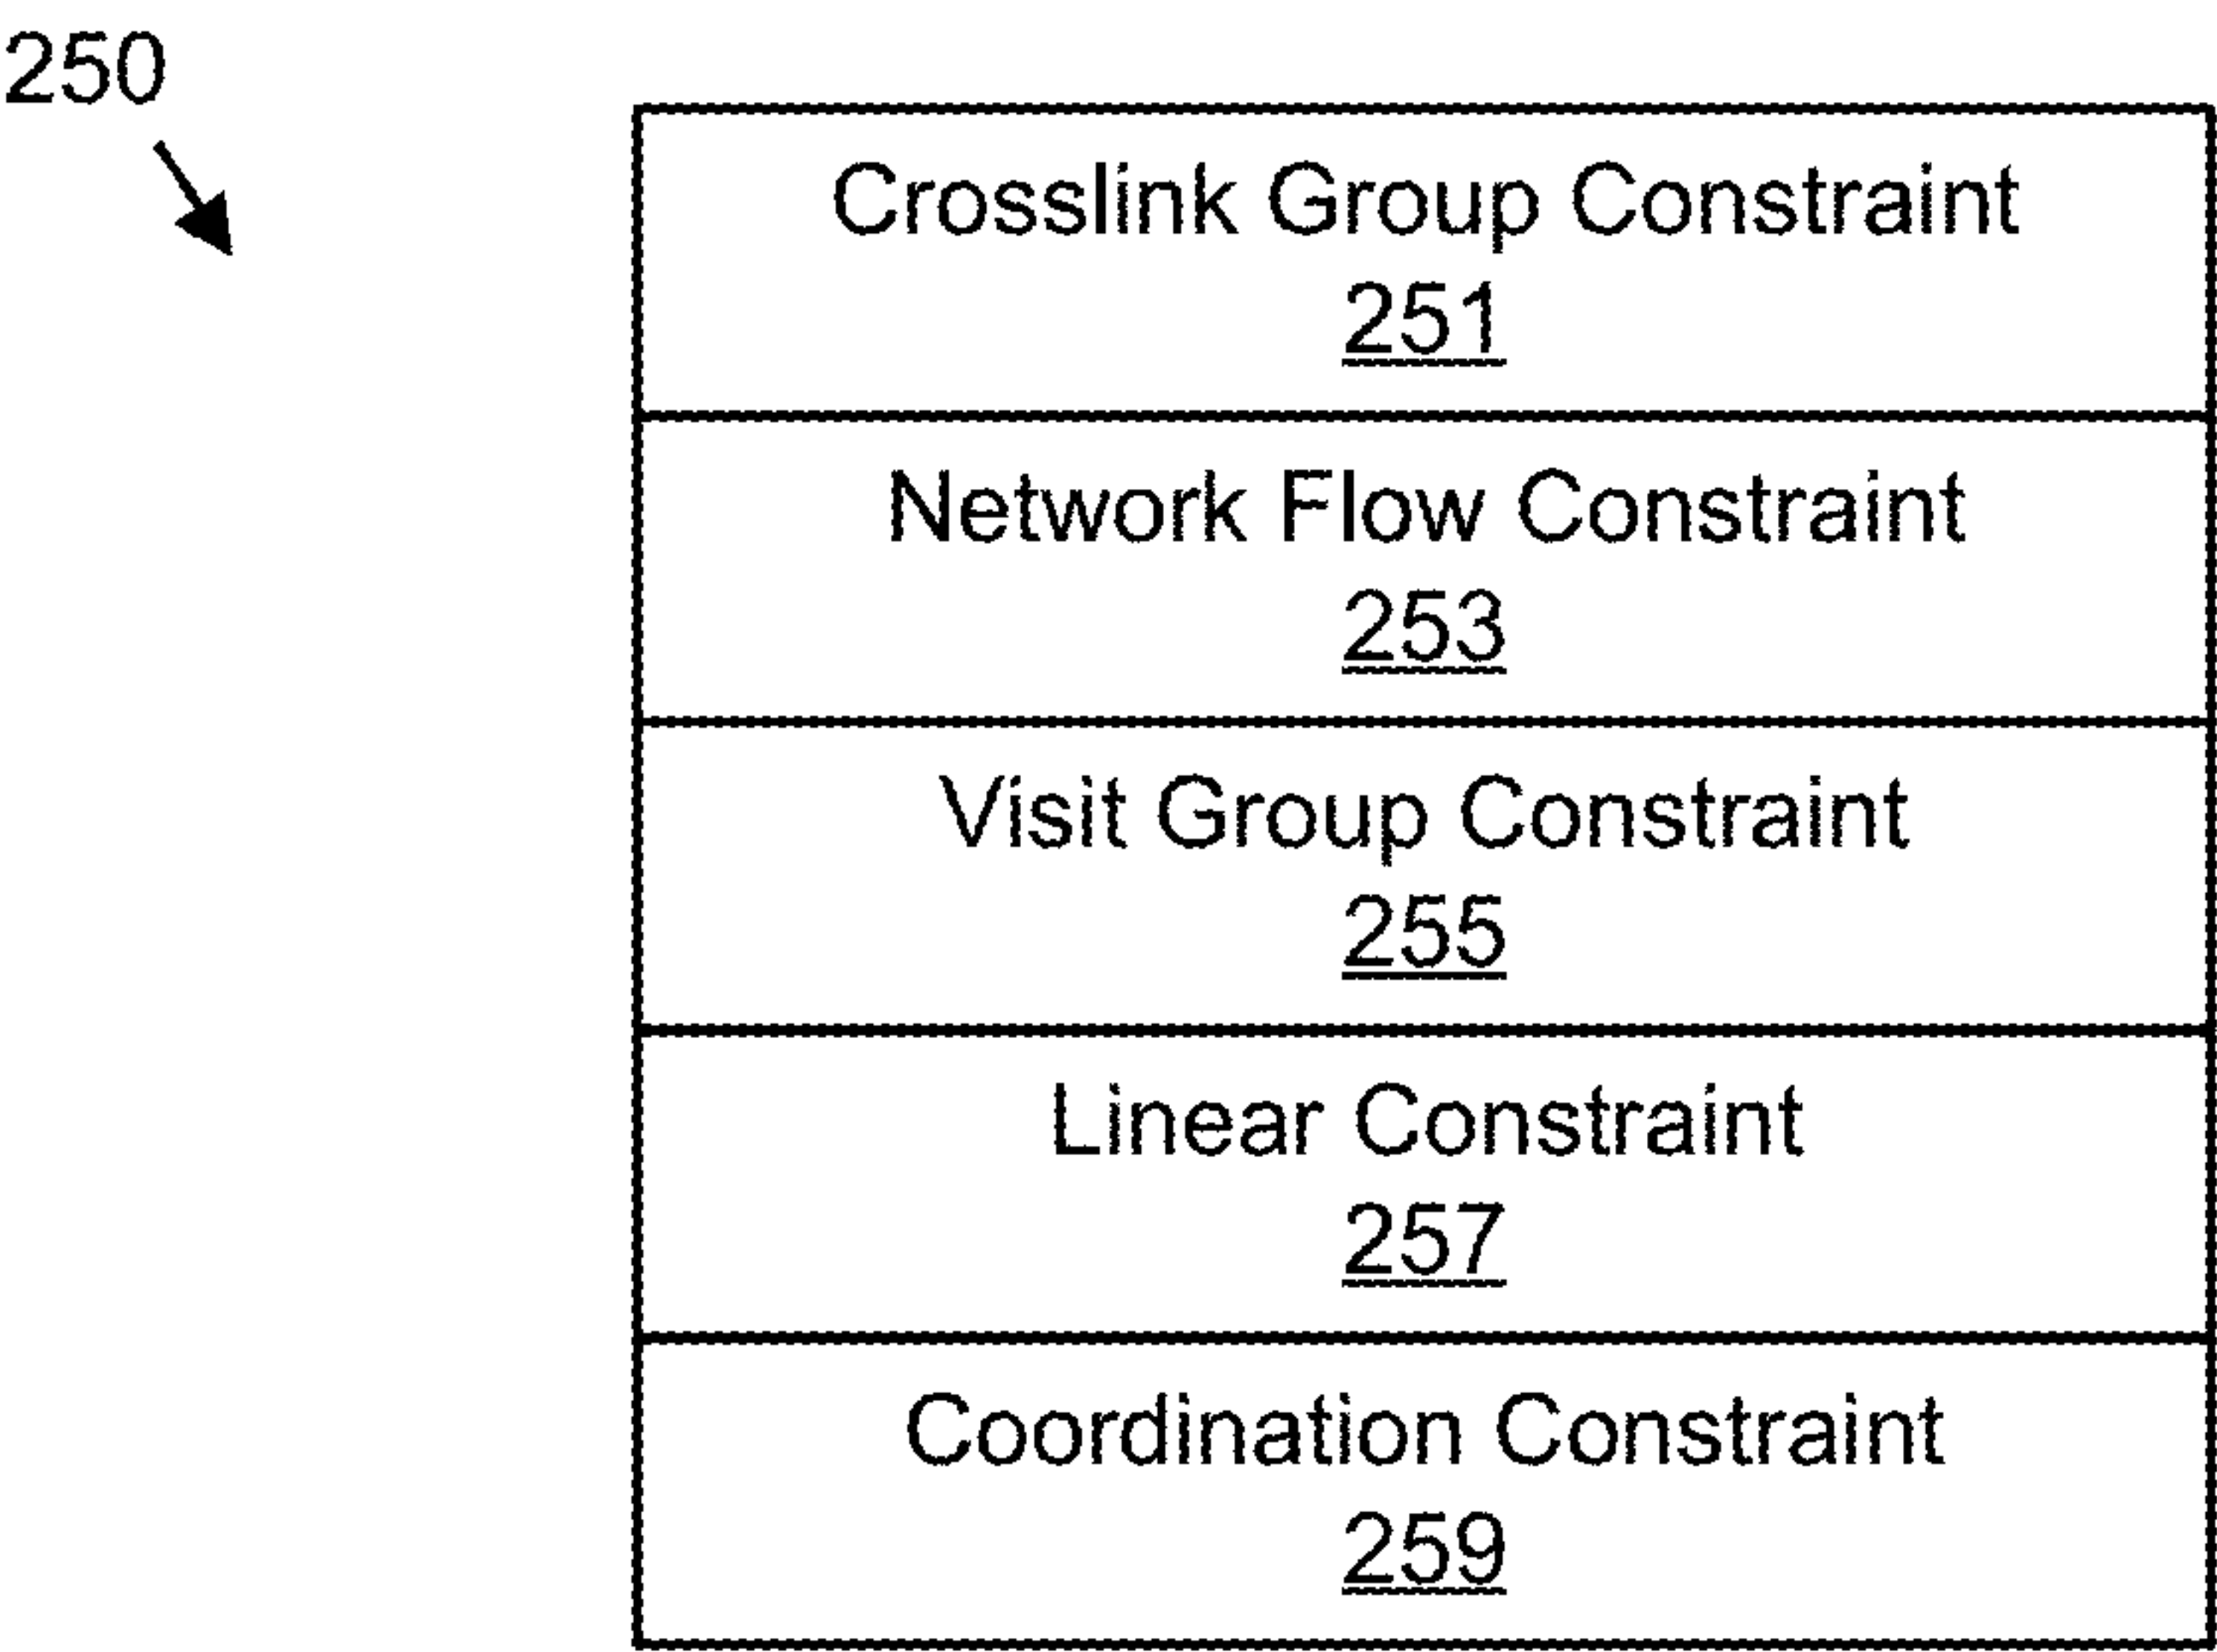 250
Crosslink Group Constraint
251
Network Flow Constraint
253
Visit Group Constraint
255
Linear Constraint
257
Coordination Constraint
259